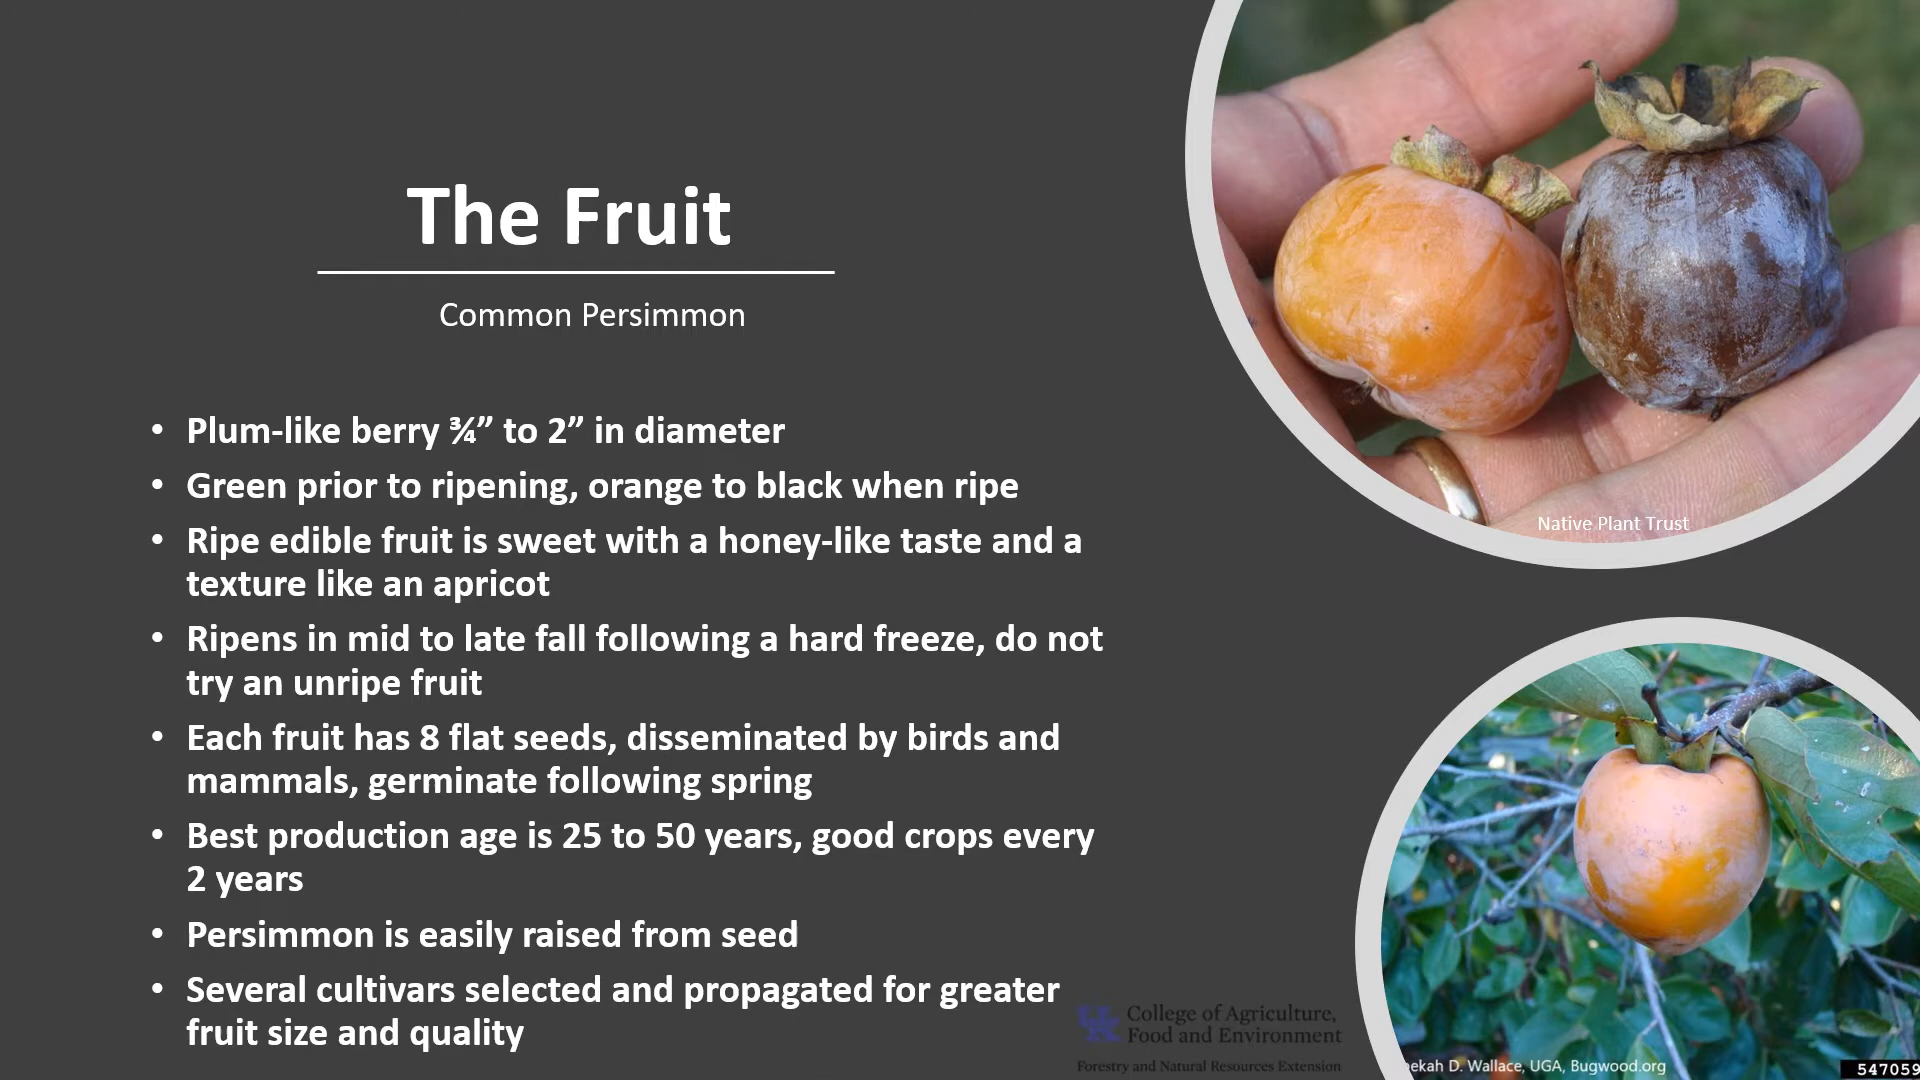 The Fruit
Common Persimmon
• Plum-like berry ¾” to 2” in diameter
• Green prior to ripening, orange to black when ripe
• Ripe edible fruit is sweet with a honey-like taste and a
texture like an apricot
• Ripens in mid to late fall following a hard freeze, do not
try an unripe fruit
• Each fruit has 8 flat seeds, disseminated by birds and
mammals, germinate following spring
• Best production age is 25 to 50 years, good crops every
2 years
• Persimmon is easily raised from seed
• Several cultivars selected and propagated for greater
fruit size and quality
Native Plant Trust
UK
College of Agriculture,
Food and Environment
Forestry and Natural Resources Extension
D. Wallace, UGA, Bugwood.org
547059